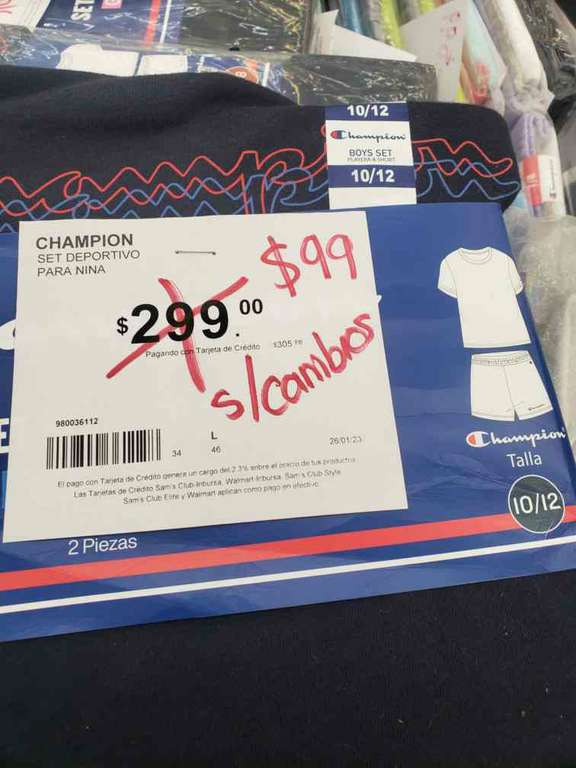 SET
10/12
Champion
BOYS SET
PLAYERA & SHORT
10/12
CHAMPION
SET DEPORTIVO
PARA NINA
$299.00
$99
Pagando con Tarjeta de Crédito $305
s/cambios
980036112
L
34 46 26/01/23
El pago con Tarjeta de Crédito genera un cargo del 2.3% sobre el precio de tus productos
Las Tarjetas de Crédito Sam's Club-Inbursa, Walmart-Inbursa, Sam's Club Style,
Sam's Club Elite y Walmart aplican como pago en efectivo.
Champion
Talla
10/12
2 Piezas